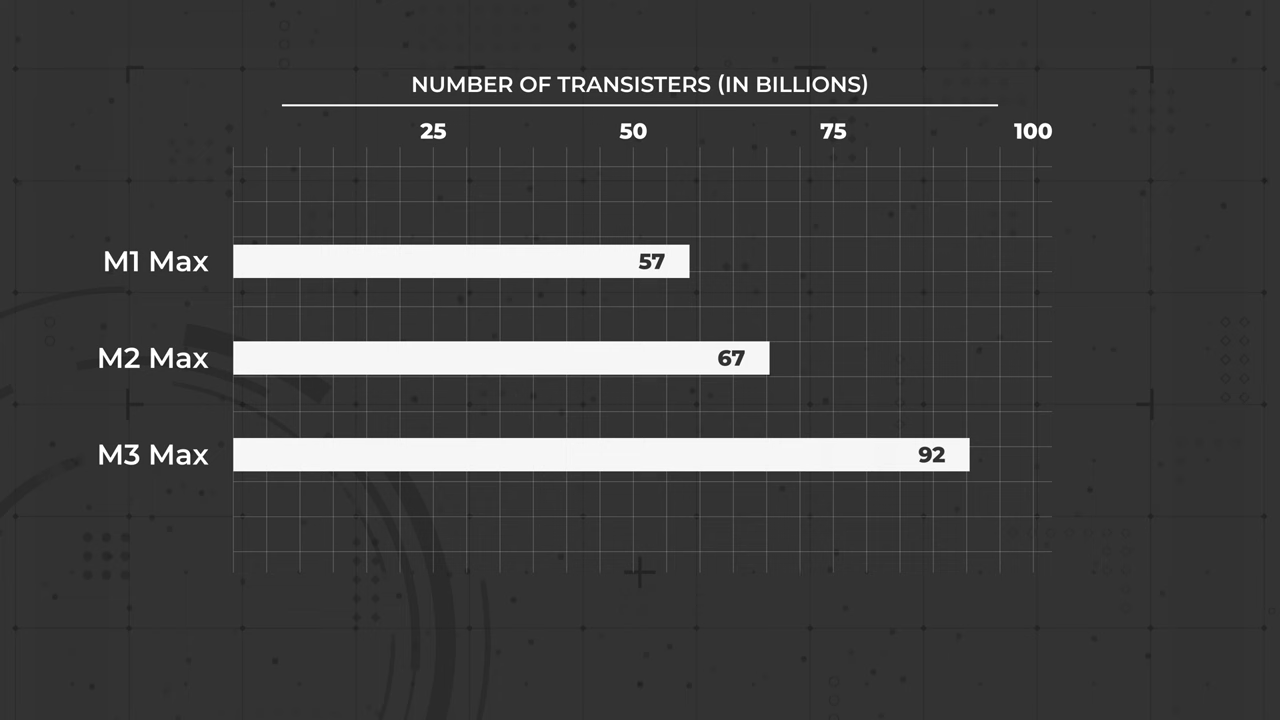 NUMBER OF TRANSISTERS (IN BILLIONS)
25 50 75 100
M1 Max 57
M2 Max 67
M3 Max 92